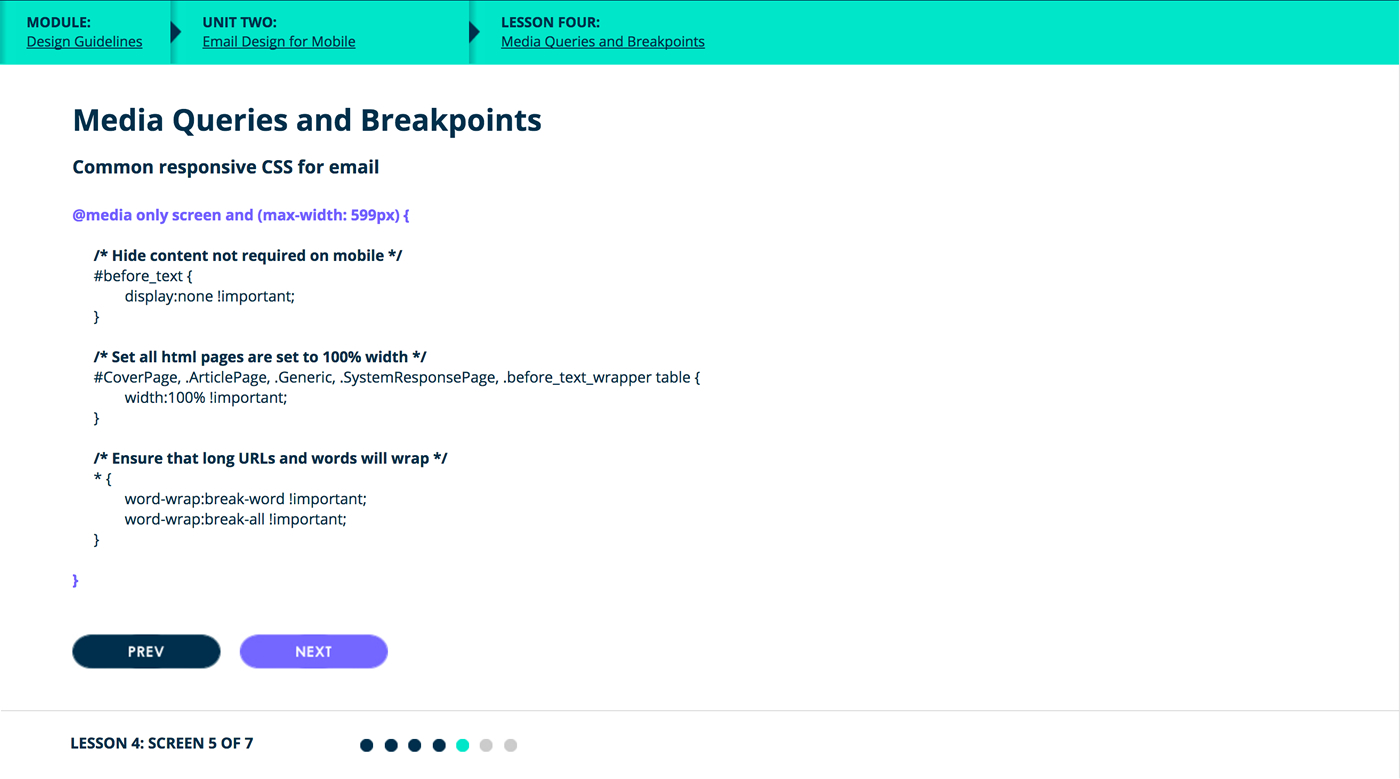 MODULE:
Design Guidelines
UNIT TWO:
Email Design for Mobile
LESSON FOUR:
Media Queries and Breakpoints
Media Queries and Breakpoints
Common responsive CSS for email
@media only screen and (max-width: 599px) {
/* Hide content not required on mobile */
#before_text {
display:none !important;
}
/* Set all html pages are set to 100% width */
#CoverPage, .ArticlePage, .Generic, .SystemResponsePage, .before_text_wrapper table {
width:100% !important;
}
/* Ensure that long URLs and words will wrap */
* {
word-wrap:break-word !important;
word-wrap:break-all !important;
}
}
PREV
NEXT
LESSON 4: SCREEN 5 OF 7